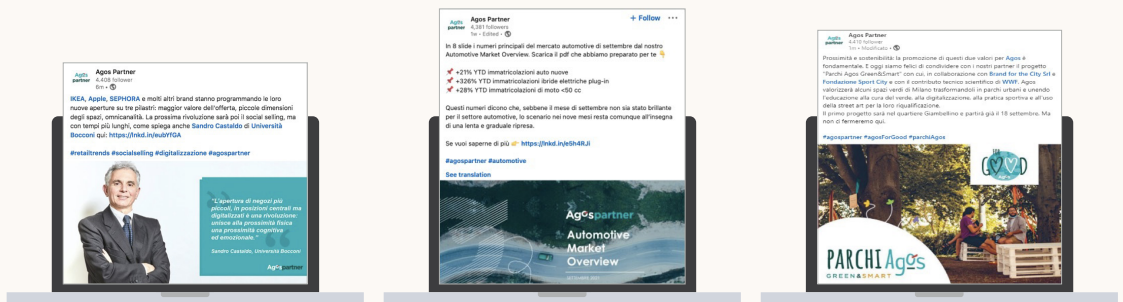 Agos partner
Agos Partner
4,408 follower
6m •
IKEA, Apple, SEPHORA e molti altri brand stanno programmando le loro
nuove aperture su tre pilastri: maggior valore dell'offerta, piccole dimensioni
degli spazi, omnicanalità. La prossima rivoluzione sarà poi il social selling, ma
con tempi più lunghi, come spiega anche Sandro Castaldo di Università
Bocconi qui: https://lnkd.in/eubYfGA
#retailtrends #socialselling #digitalizzazione #agospartner
"L'apertura di negozi più
piccoli, in posizioni centrali ma
digitalizzati è una rivoluzione:
unisce alla prossimità fisica
una prossimità cognitiva
ed emozionale."
Sandro Castaldo, Università Bocconi
Agos partner
Agos partner
Agos Partner
4,381 followers
1w • Edited •
+ Follow ···
In 8 slide i numeri principali del mercato automotive di settembre dal nostro
Automotive Market Overview. Scarica il pdf che abbiamo preparato per te 👇
📌 +21% YTD immatricolazioni auto nuove
📌 +326% YTD immatricolazioni ibride elettriche plug-in
📌 +28% YTD immatricolazioni di moto <50 cc
Questi numeri dicono che, sebbene il mese di settembre non sia stato brillante
per il settore automotive, lo scenario nei nove mesi resta comunque all'insegna
di una lenta e graduale ripresa.
Se vuoi saperne di più 👉 https://lnkd.in/e5h4RJi
#agospartner #automotive
See translation
Agos partner
Automotive
Market
Overview
Agos partner
Agos Partner
4,410 follower
1m • Modificato •
Prossimità e sostenibilità: la promozione di questi due valori per Agos è
fondamentale. E oggi siamo felici di condividere con i nostri partner il progetto
"Parchi Agos Green&Smart" con cui, in collaborazione con Brand for the City Srl e
Fondazione Sport City e con il contributo tecnico scientifico di WWF. Agos
valorizzerà alcuni spazi verdi di Milano trasformandoli in parchi urbani e unendo
l'educazione alla cura del verde, alla digitalizzazione, alla pratica sportiva e all'uso
della street art per la loro riqualificazione.
Il primo progetto sarà nel quartiere Giambellino e partirà già il 18 settembre. Ma
non ci fermeremo qui.
#agospartner #agosForGood #parchiAgos
FOR
GOOD
PARCHI Agos
GREEN&SMART